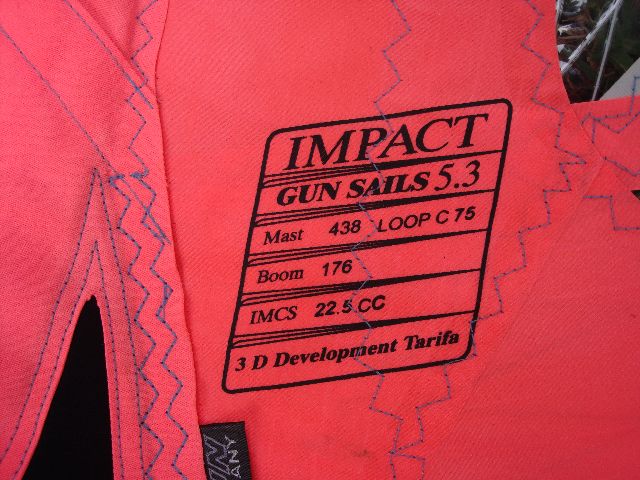 IMPACT
GUN SAILS 5.3
Mast 438 LOOP C 75
Boom 176
IMCS 22.5 CC
3 D Development Tarifa